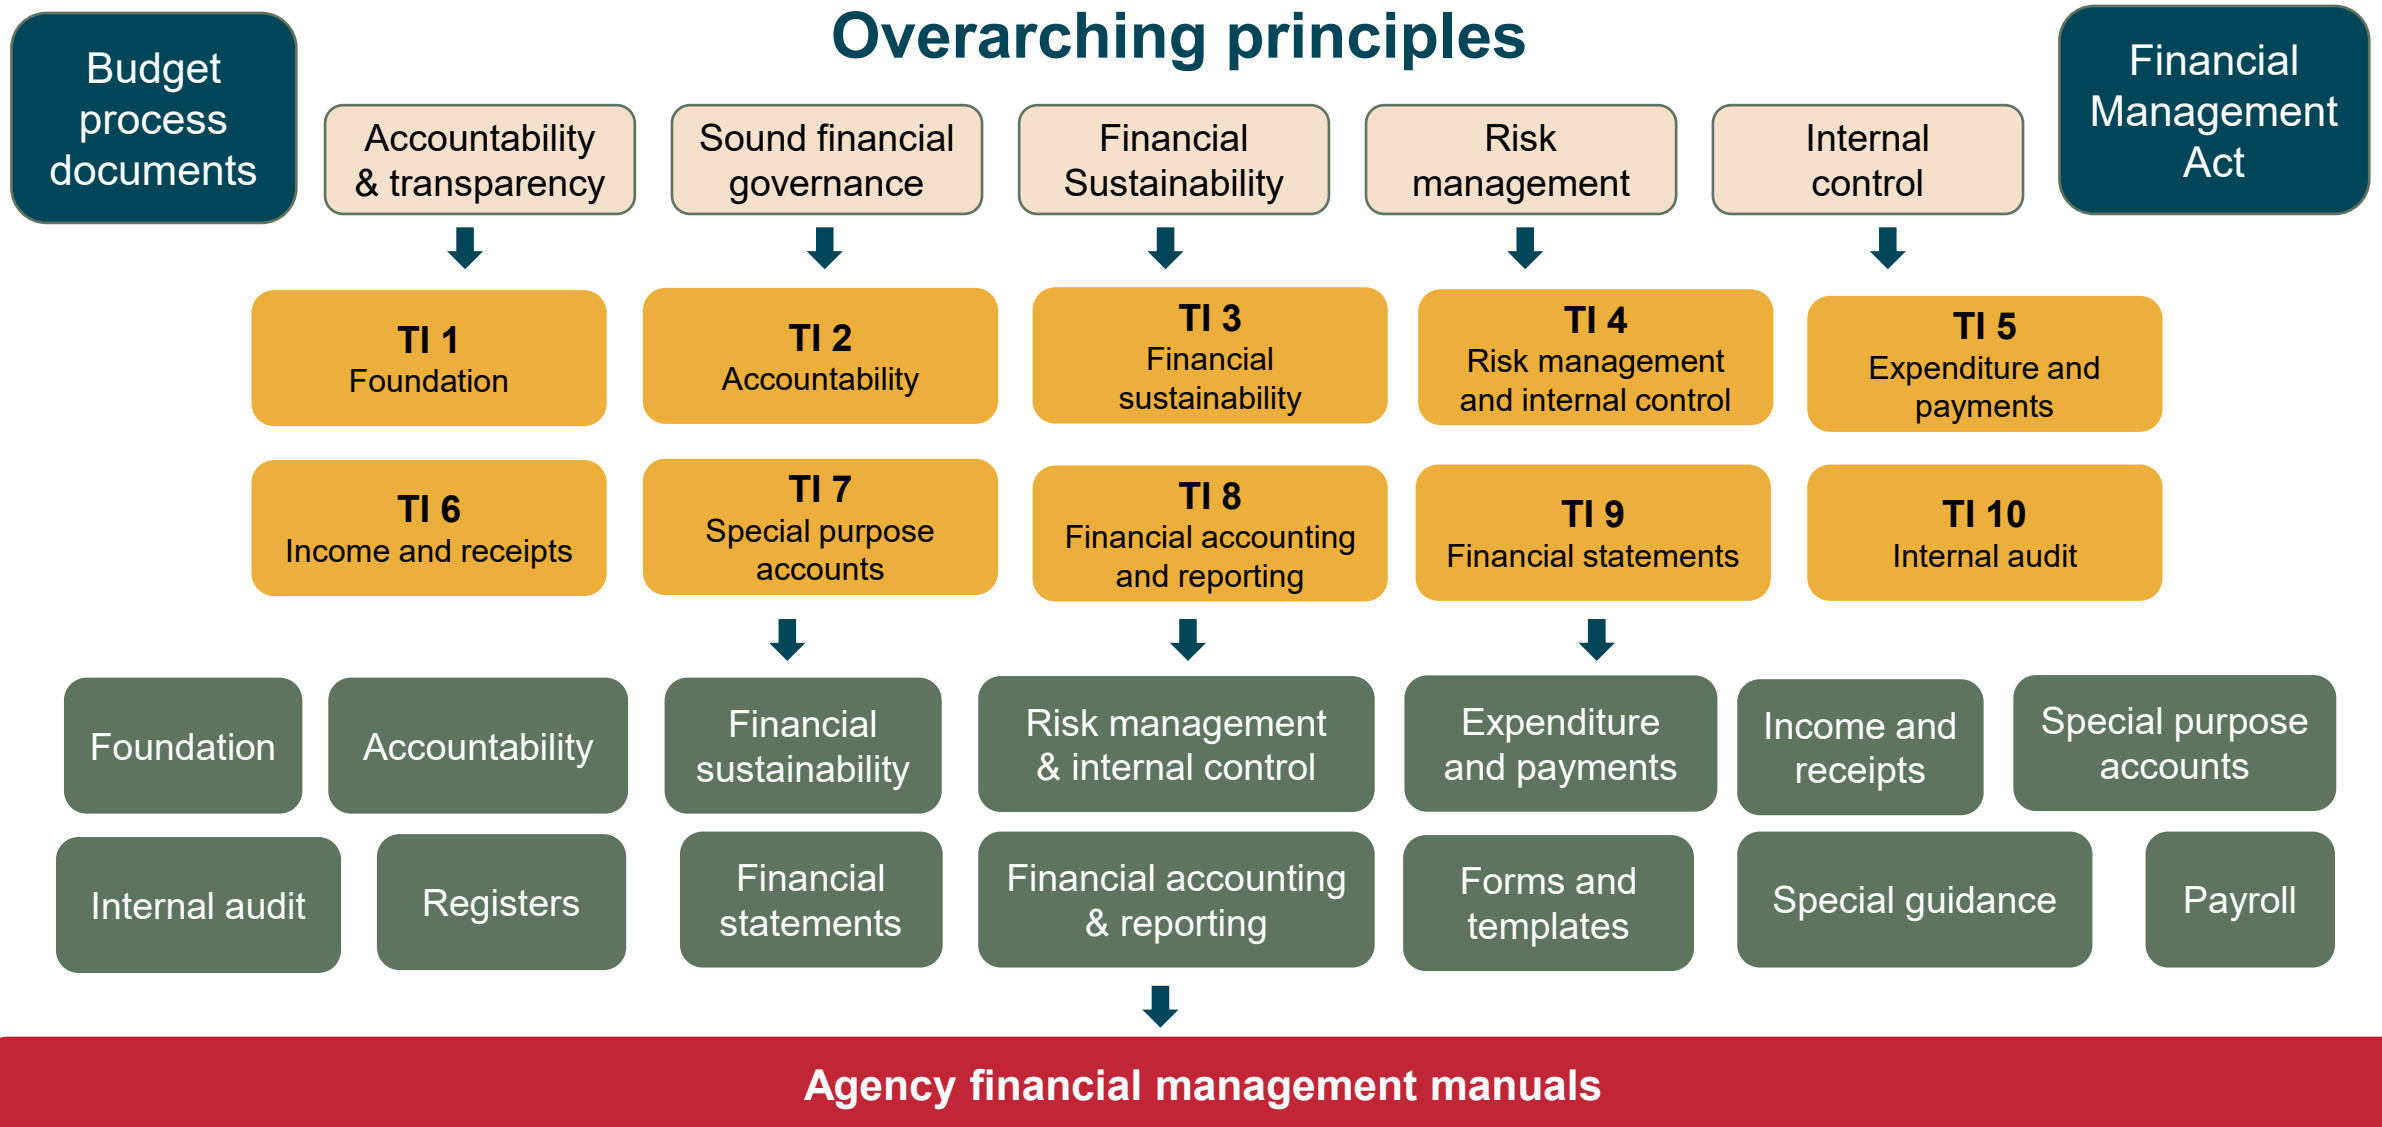 Overarching principles
Budget
process
documents
Financial
Management
Act
Accountability
& transparency
Sound financial
governance
Financial
Sustainability
Risk
management
Internal
control
TI 1
Foundation
TI 2
Accountability
TI 3
Financial
sustainability
TI 4
Risk management
and internal control
TI 5
Expenditure and
payments
TI 6
Income and receipts
TI 7
Special purpose
accounts
TI 8
Financial accounting
and reporting
TI 9
Financial statements
TI 10
Internal audit
Foundation
Accountability
Financial
sustainability
Risk management
& internal control
Expenditure
and payments
Income and
receipts
Special purpose
accounts
Internal audit
Registers
Financial
statements
Financial accounting
& reporting
Forms and
templates
Special guidance
Payroll
Agency financial management manuals